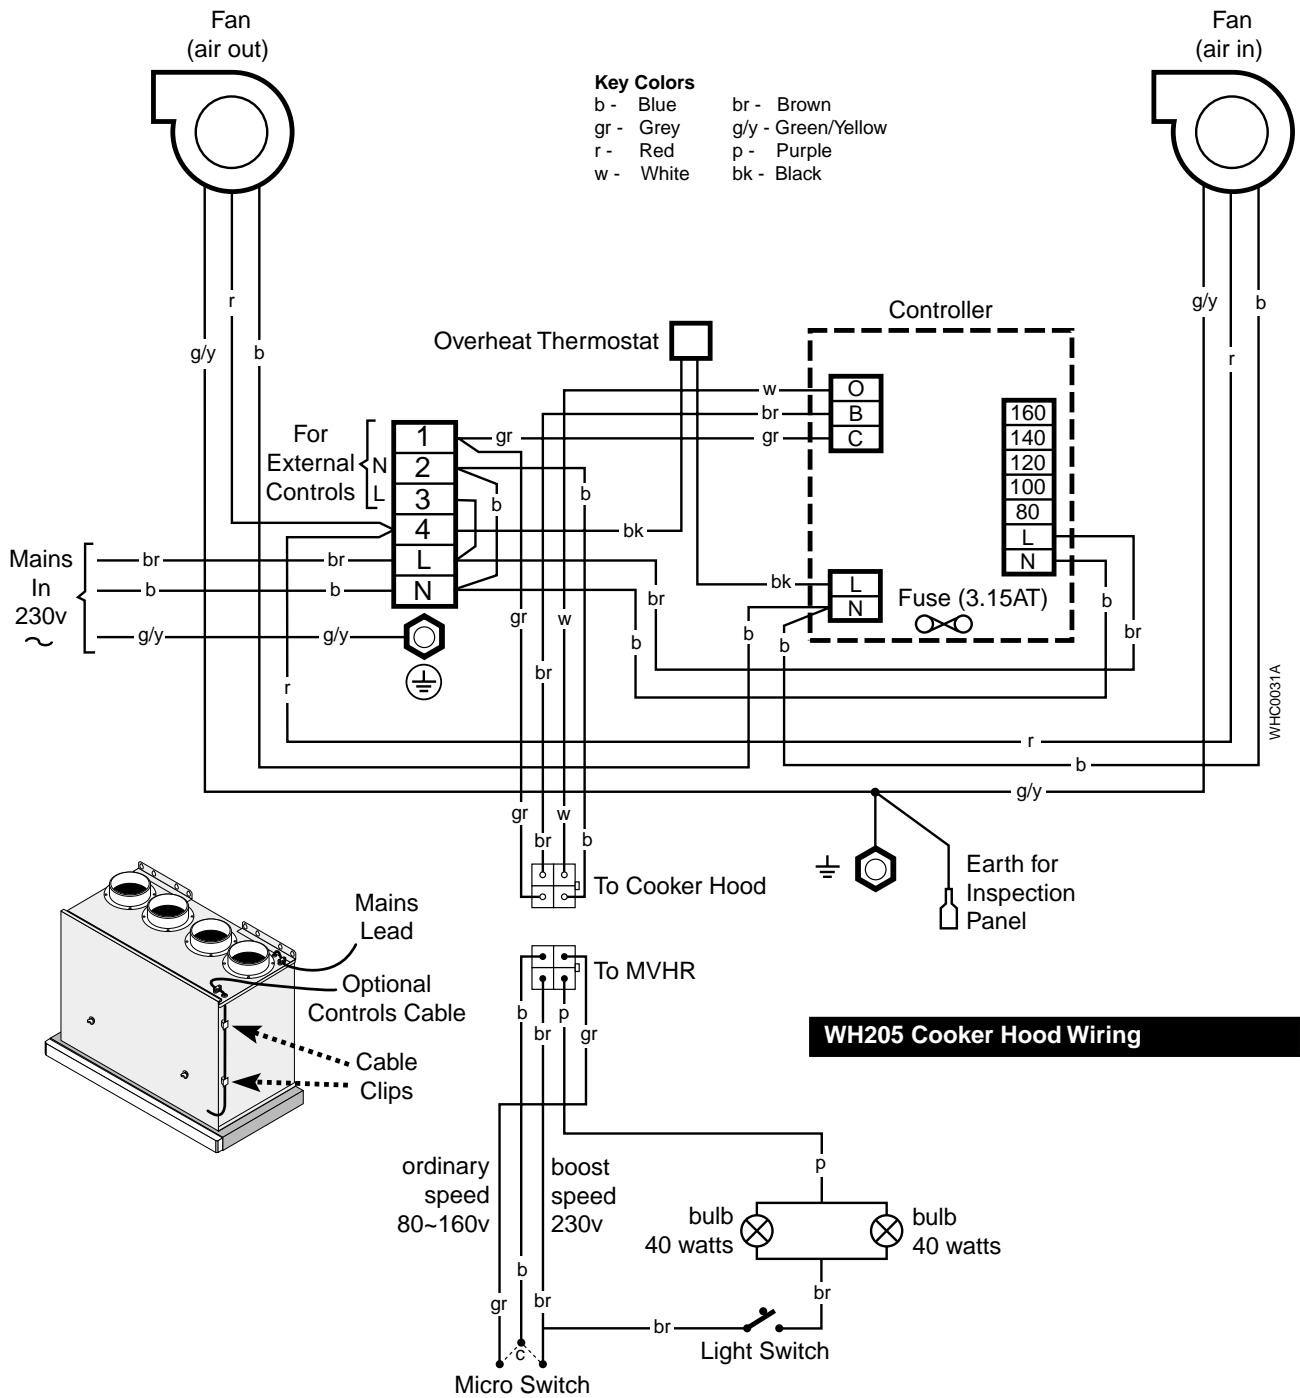 Fan
(air out)
Fan
(air in)
Key Colors
b - Blue br - Brown
gr - Grey g/y - Green/Yellow
r - Red p - Purple
w - White bk - Black
r
g/y b
g/y b
r
Controller
Overheat Thermostat
w
br
gr
gr
O
B
C
160
140
120
100
80
L
N
For
External
Controls
N
L
1
2
3
4
L
N
b
b
bk
bk
L
N
Fuse (3.15AT)
Mains
In
230v
br br
b b
g/y g/y
gr
w
br
b
br
b
b
b
br
r
r
b
g/y
WHC0031A
gr
br
w
b
To Cooker Hood
Earth for
Inspection
Panel
Mains
Lead
Optional
Controls Cable
Cable
Clips
To MVHR
b
br
p
gr
WH205 Cooker Hood Wiring
ordinary
speed
80~160v
boost
speed
230v
p
bulb
40 watts
bulb
40 watts
b
gr
br
br
br
c
Light Switch
Micro Switch